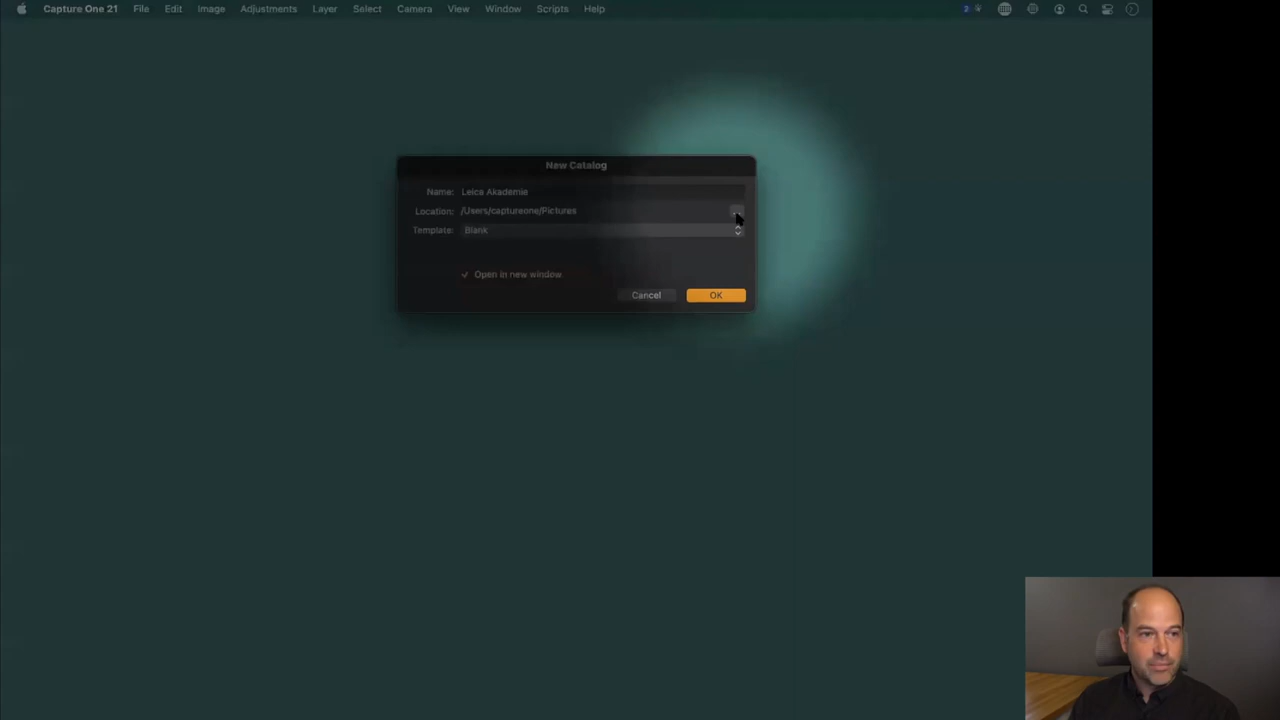 Capture One 21 File Edit Image Adjustments Layer Select Camera View Window Scripts Help 2
New Catalog
Name: Leica Akademie
Location: /Users/captureone/Pictures
Template: Blank
Open in new window
Cancel OK